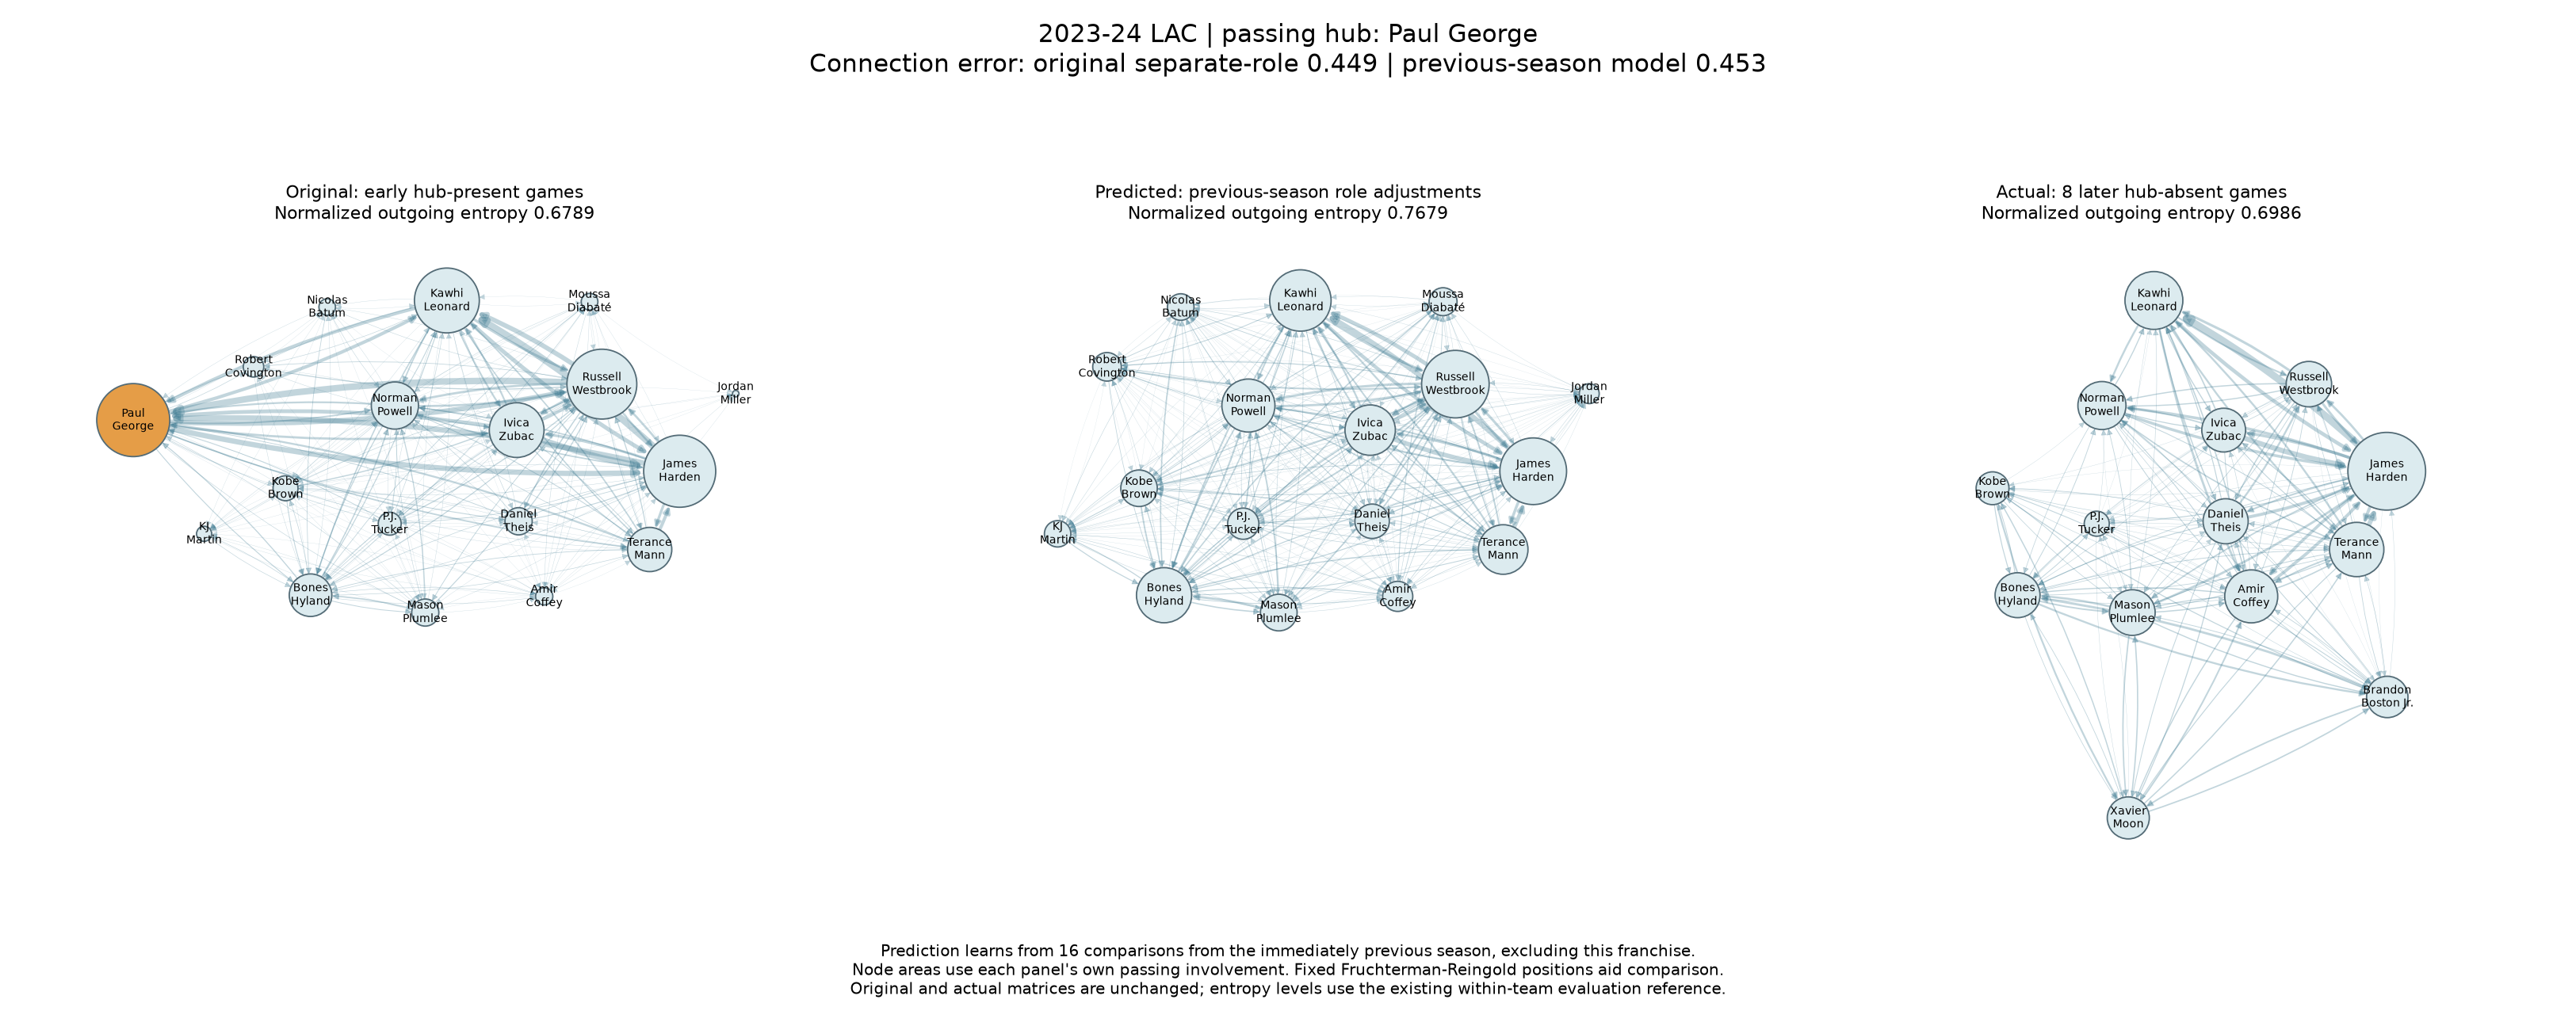 2023-24 LAC | passing hub: Paul George
Connection error: original separate-role 0.449 | previous-season model 0.453
Original: early hub-present games
Normalized outgoing entropy 0.6789
Nicolas
Batum
Kawhi
Leonard
Moussa
Diabaté
Robert
Covington
Russell
Westbrook
Jordan
Miller
Paul
George
Norman
Powell
Ivica
Zubac
James
Harden
Kobe
Brown
KJ
Martin
P.J.
Tucker
Daniel
Theis
Terance
Mann
Bones
Hyland
Mason
Plumlee
Amir
Coffey
Predicted: previous-season role adjustments
Normalized outgoing entropy 0.7679
Nicolas
Batum
Kawhi
Leonard
Moussa
Diabaté
Robert
Covington
Russell
Westbrook
Jordan
Miller
Norman
Powell
Ivica
Zubac
James
Harden
Kobe
Brown
KJ
Martin
P.J.
Tucker
Daniel
Theis
Terance
Mann
Bones
Hyland
Mason
Plumlee
Amir
Coffey
Actual: 8 later hub-absent games
Normalized outgoing entropy 0.6986
Kawhi
Leonard
Russell
Westbrook
Norman
Powell
Ivica
Zubac
James
Harden
Kobe
Brown
P.J.
Tucker
Daniel
Theis
Terance
Mann
Bones
Hyland
Mason
Plumlee
Amir
Coffey
Brandon
Boston Jr.
Xavier
Moon
Prediction learns from 16 comparisons from the immediately previous season, excluding this franchise.
Node areas use each panel's own passing involvement. Fixed Fruchterman-Reingold positions aid comparison.
Original and actual matrices are unchanged; entropy levels use the existing within-team evaluation reference.